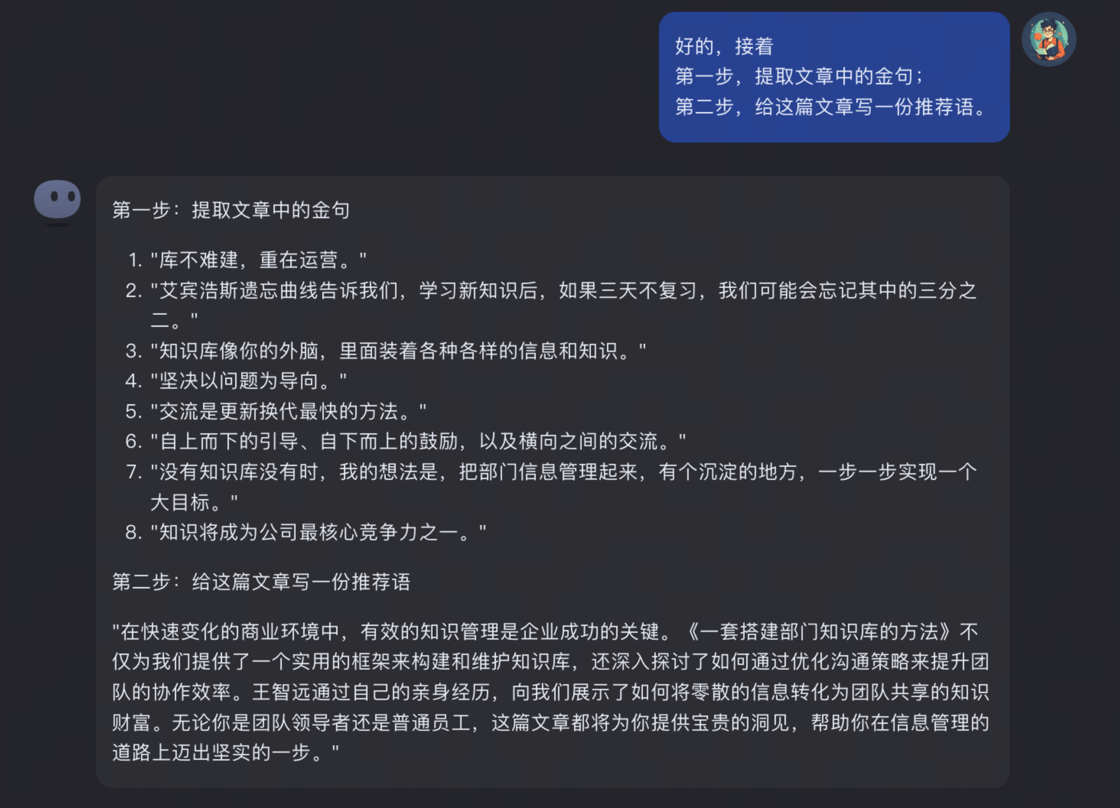 好的，接着
第一步，提取文章中的金句；
第二步，给这篇文章写一份推荐语。
第一步：提取文章中的金句
1. "库不难建，重在运营。"
2. "艾宾浩斯遗忘曲线告诉我们，学习新知识后，如果三天不复习，我们可能会忘记其中的三分之
二。"
3. "知识库像你的外脑，里面装着各种各样的信息和知识。"
4. "坚决以问题为导向。"
5. "交流是更新换代最快的方法。"
6. "自上而下的引导、自下而上的鼓励，以及横向之间的交流。"
7. "没有知识库没有时，我的想法是，把部门信息管理起来，有个沉淀的地方，一步一步实现一个
大目标。"
8. "知识将成为公司最核心竞争力之一。"
第二步：给这篇文章写一份推荐语
"在快速变化的商业环境中，有效的知识管理是企业成功的关键。《一套搭建部门知识库的方法》不
仅为我们提供了一个实用的框架来构建和维护知识库，还深入探讨了如何通过优化沟通策略来提升团
队的协作效率。王智远通过自己的亲身经历，向我们展示了如何将零散的信息转化为团队共享的知识
财富。无论你是团队领导者还是普通员工，这篇文章都将为你提供宝贵的洞见，帮助你在信息管理的
道路上迈出坚实的一步。"